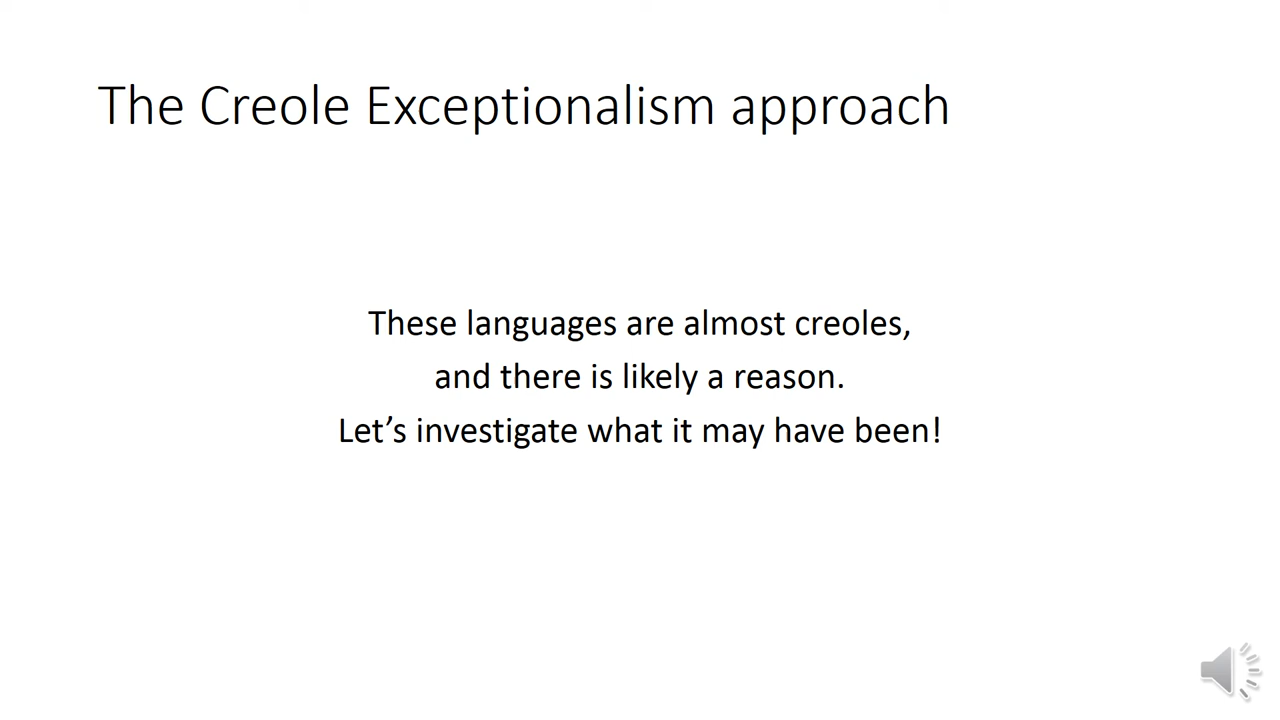 The Creole Exceptionalism approach
These languages are almost creoles,
and there is likely a reason.
Let’s investigate what it may have been!